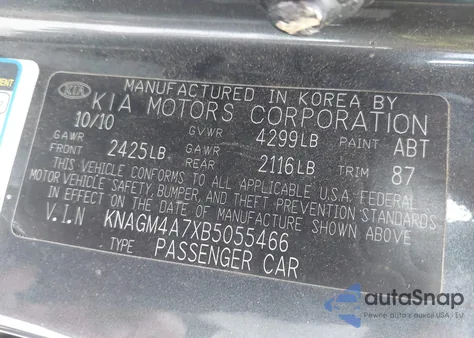 MANUFACTURED IN KOREA BY
KIA
KIA MOTORS CORPORATION
10/10 GVWR 4299LB PAINT ABT
GAWR FRONT 2425LB GAWR REAR 2116LB TRIM 87
THIS VEHICLE CONFORMS TO ALL APPLICABLE U.S.A. FEDERAL
MOTOR VEHICLE SAFETY, BUMPER, AND THEFT PREVENTION STANDARDS
IN EFFECT ON THE DATE OF MANUFACTURE SHOWN ABOVE
V.I.N KNAGM4A7XB5055466
TYPE PASSENGER CAR
autoSnap